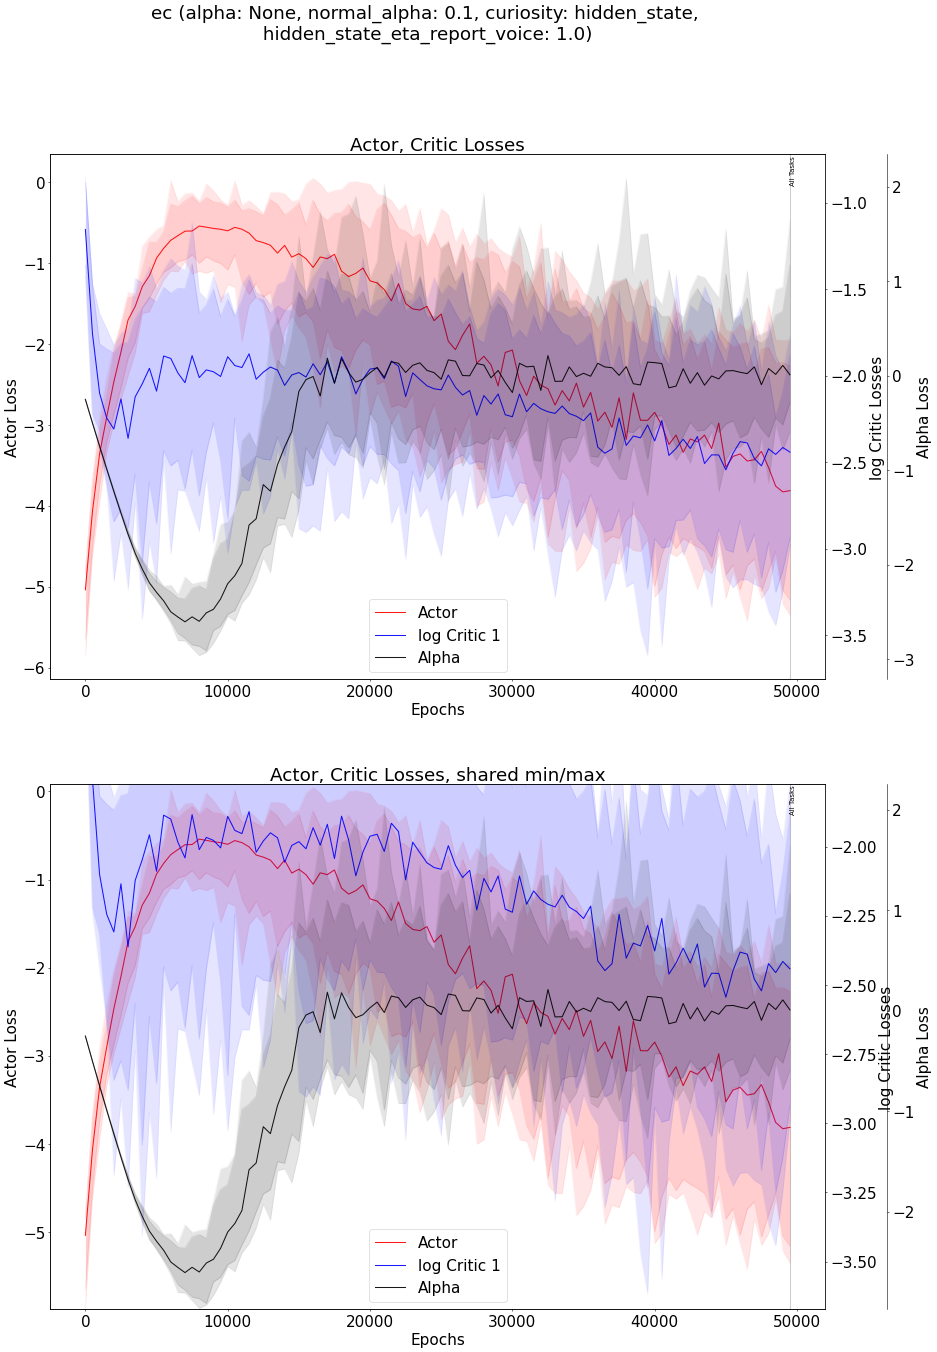 ec (alpha: None, normal_alpha: 0.1, curiosity: hidden_state,
hidden_state_eta_report_voice: 1.0)
Actor, Critic Losses
All Tasks
0
−1
−2
−3
−4
−5
−6
Actor Loss
−1.0
−1.5
−2.0
−2.5
−3.0
−3.5
log Critic Losses
2
1
0
−1
−2
−3
Alpha Loss
Actor
log Critic 1
Alpha
0
10000
20000
30000
40000
50000
Epochs
Actor, Critic Losses, shared min/max
All Tasks
0
−1
−2
−3
−4
−5
Actor Loss
−2.00
−2.25
−2.50
−2.75
−3.00
−3.25
−3.50
log Critic Losses
2
1
0
−1
−2
Alpha Loss
Actor
log Critic 1
Alpha
0
10000
20000
30000
40000
50000
Epochs